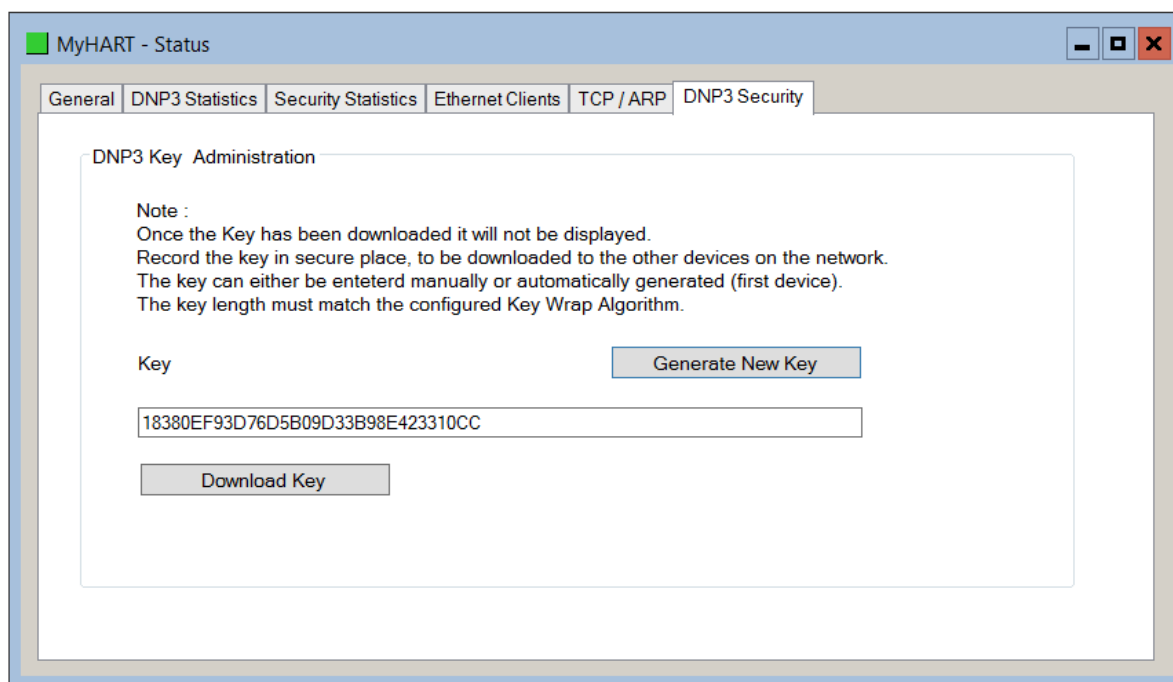 MyHART - Status
General
DNP3 Statistics
Security Statistics
Ethernet Clients
TCP / ARP
DNP3 Security
DNP3 Key  Administration
Note :
Once the Key has been downloaded it will not be displayed.
Record the key in secure place, to be downloaded to the other devices on the network.
The key can either be enteterd manually or automatically generated (first device).
The key length must match the configured Key Wrap Algorithm.
Key
Generate New Key
18380EF93D76D5B09D33B98E423310CC
Download Key